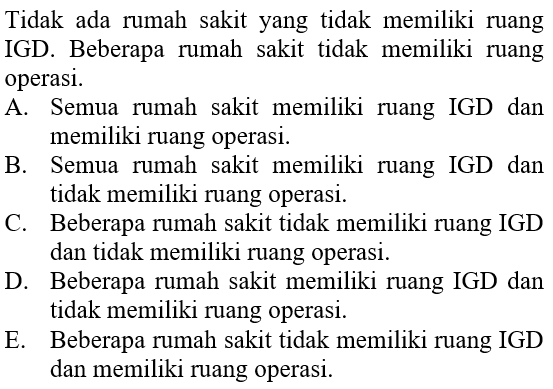 Tidak ada rumah sakit yang tidak memiliki ruang
IGD. Beberapa rumah sakit tidak memiliki ruang
operasi.
A. Semua rumah sakit memiliki ruang IGD dan
memiliki ruang operasi.
B. Semua rumah sakit memiliki ruang IGD dan
tidak memiliki ruang operasi.
C. Beberapa rumah sakit tidak memiliki ruang IGD
dan tidak memiliki ruang operasi.
D. Beberapa rumah sakit memiliki ruang IGD dan
tidak memiliki ruang operasi.
E. Beberapa rumah sakit tidak memiliki ruang IGD
dan memiliki ruang operasi.